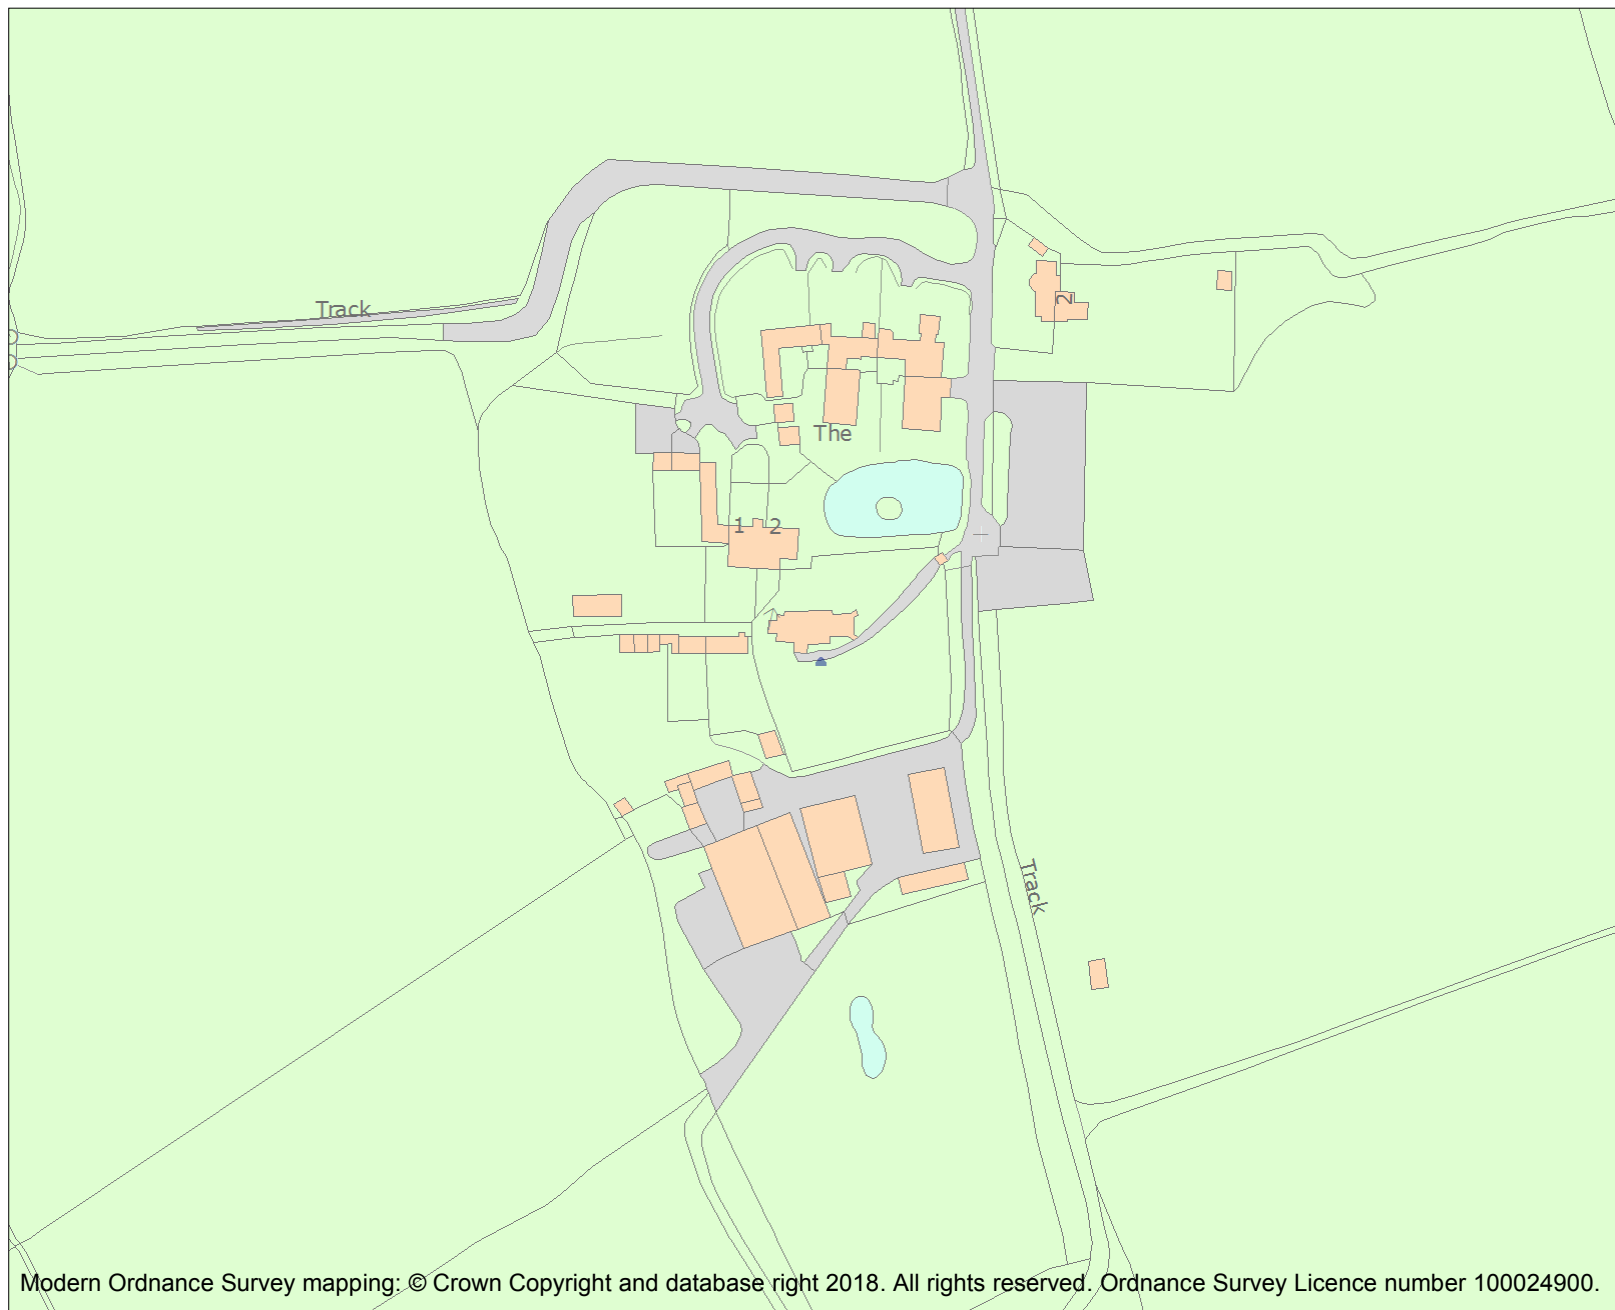 Track
2
The
1 2
Track
Modern Ordnance Survey mapping: © Crown Copyright and database right 2018. All rights reserved. Ordnance Survey Licence number 100024900.